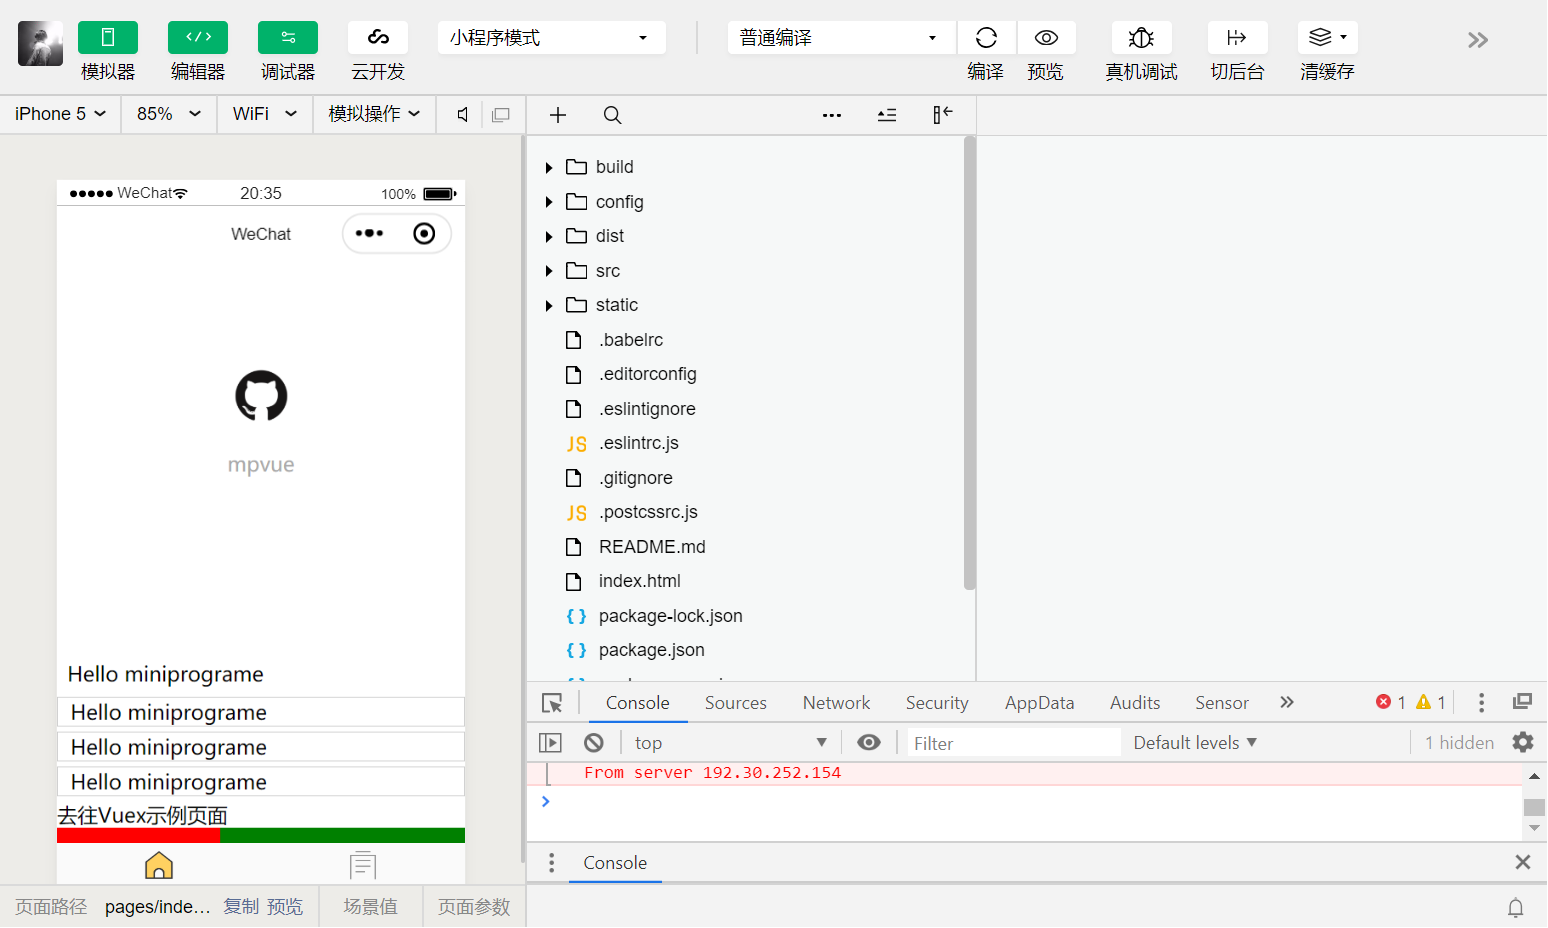 小程序模式
普通编译
模拟器 编辑器 调试器 云开发 编译 预览 真机调试 切后台 清缓存
iPhone 5 85% WiFi 模拟操作
WeChat 20:35 100%
WeChat
mpvue
Hello miniprograme
Hello miniprograme
Hello miniprograme
Hello miniprograme
去往Vuex示例页面
页面路径 pages/inde... 复制 预览 场景值 页面参数
build
config
dist
src
static
.babelrc
.editorconfig
.eslintignore
JS .eslintrc.js
.gitignore
JS .postcssrc.js
README.md
index.html
{ } package-lock.json
{ } package.json
Console Sources Network Security AppData Audits Sensor 1 1
top Filter Default levels 1 hidden
From server 192.30.252.154
Console